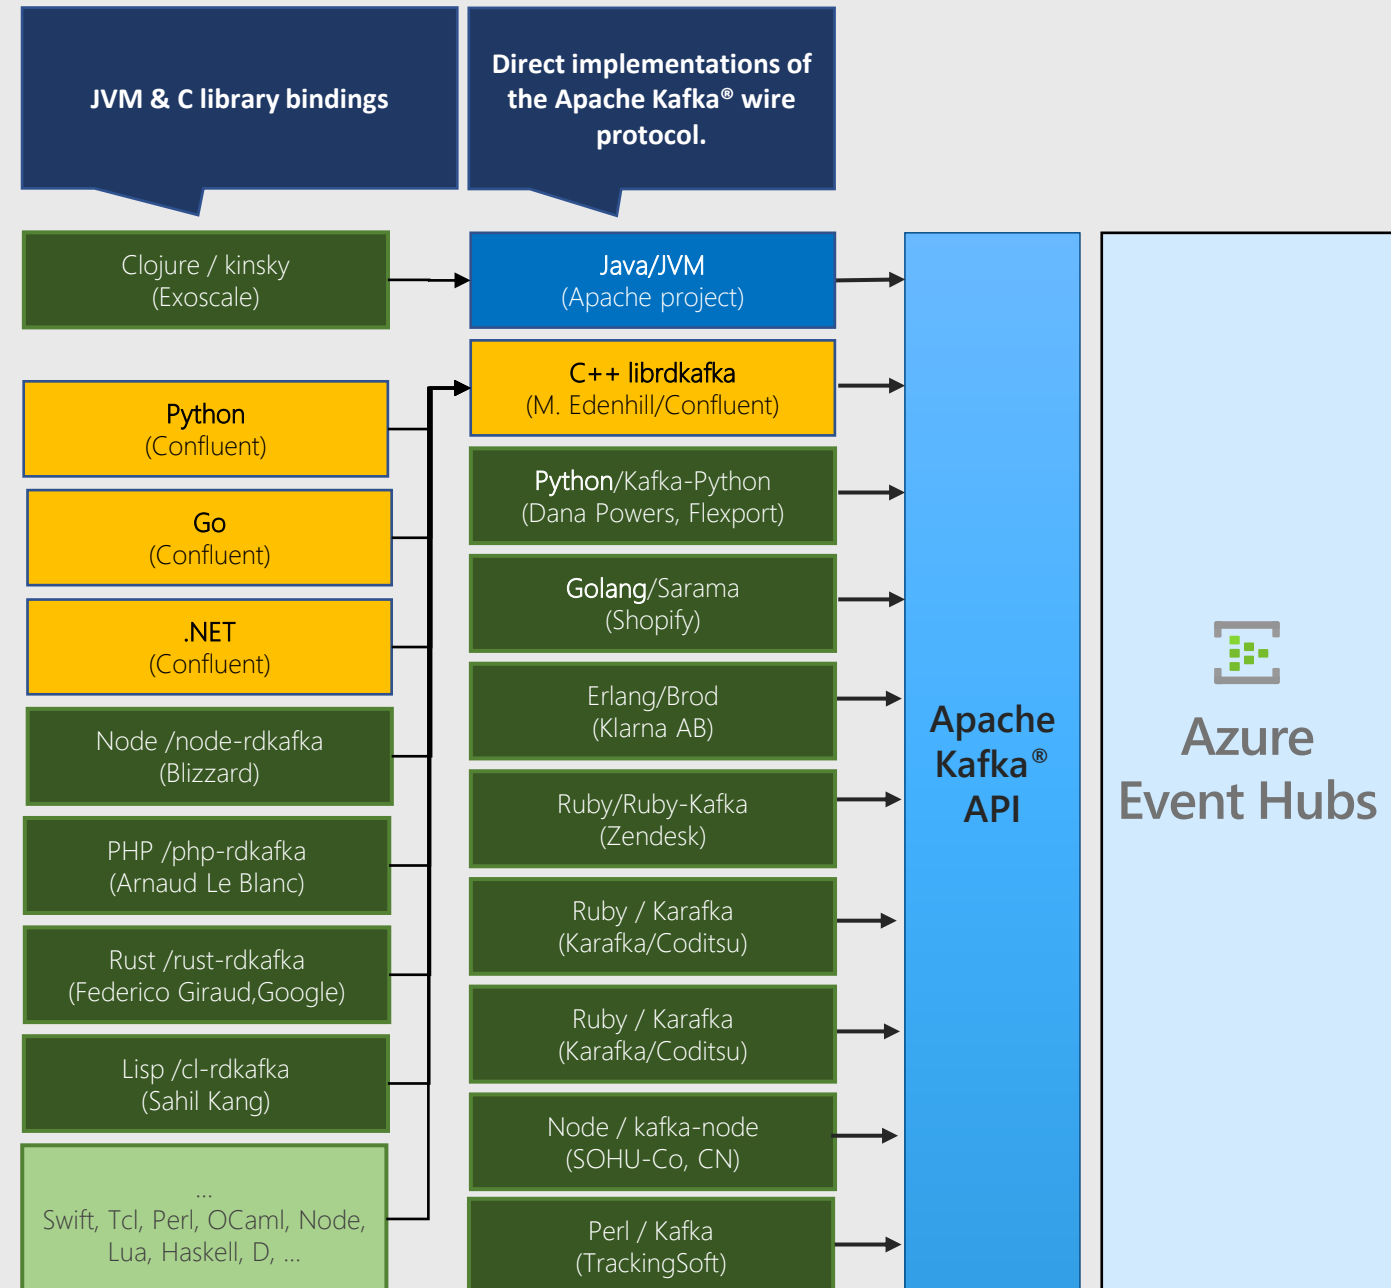 JVM & C library bindings
Direct implementations of
the Apache Kafka® wire
protocol.
Clojure / kinsky
(Exoscale)
Python
(Confluent)
Go
(Confluent)
.NET
(Confluent)
Node /node-rdkafka
(Blizzard)
PHP /php-rdkafka
(Arnaud Le Blanc)
Rust /rust-rdkafka
(Federico Giraud,Google)
Lisp /cl-rdkafka
(Sahil Kang)
...
Swift, Tcl, Perl, OCaml, Node,
Lua, Haskell, D, ...
Java/JVM
(Apache project)
C++ librdkafka
(M. Edenhill/Confluent)
Python/Kafka-Python
(Dana Powers, Flexport)
Golang/Sarama
(Shopify)
Erlang/Brod
(Klarna AB)
Ruby/Ruby-Kafka
(Zendesk)
Ruby / Karafka
(Karafka/Coditsu)
Ruby / Karafka
(Karafka/Coditsu)
Node / kafka-node
(SOHU-Co, CN)
Perl / Kafka
(TrackingSoft)
Apache
Kafka®
API
Azure
Event Hubs